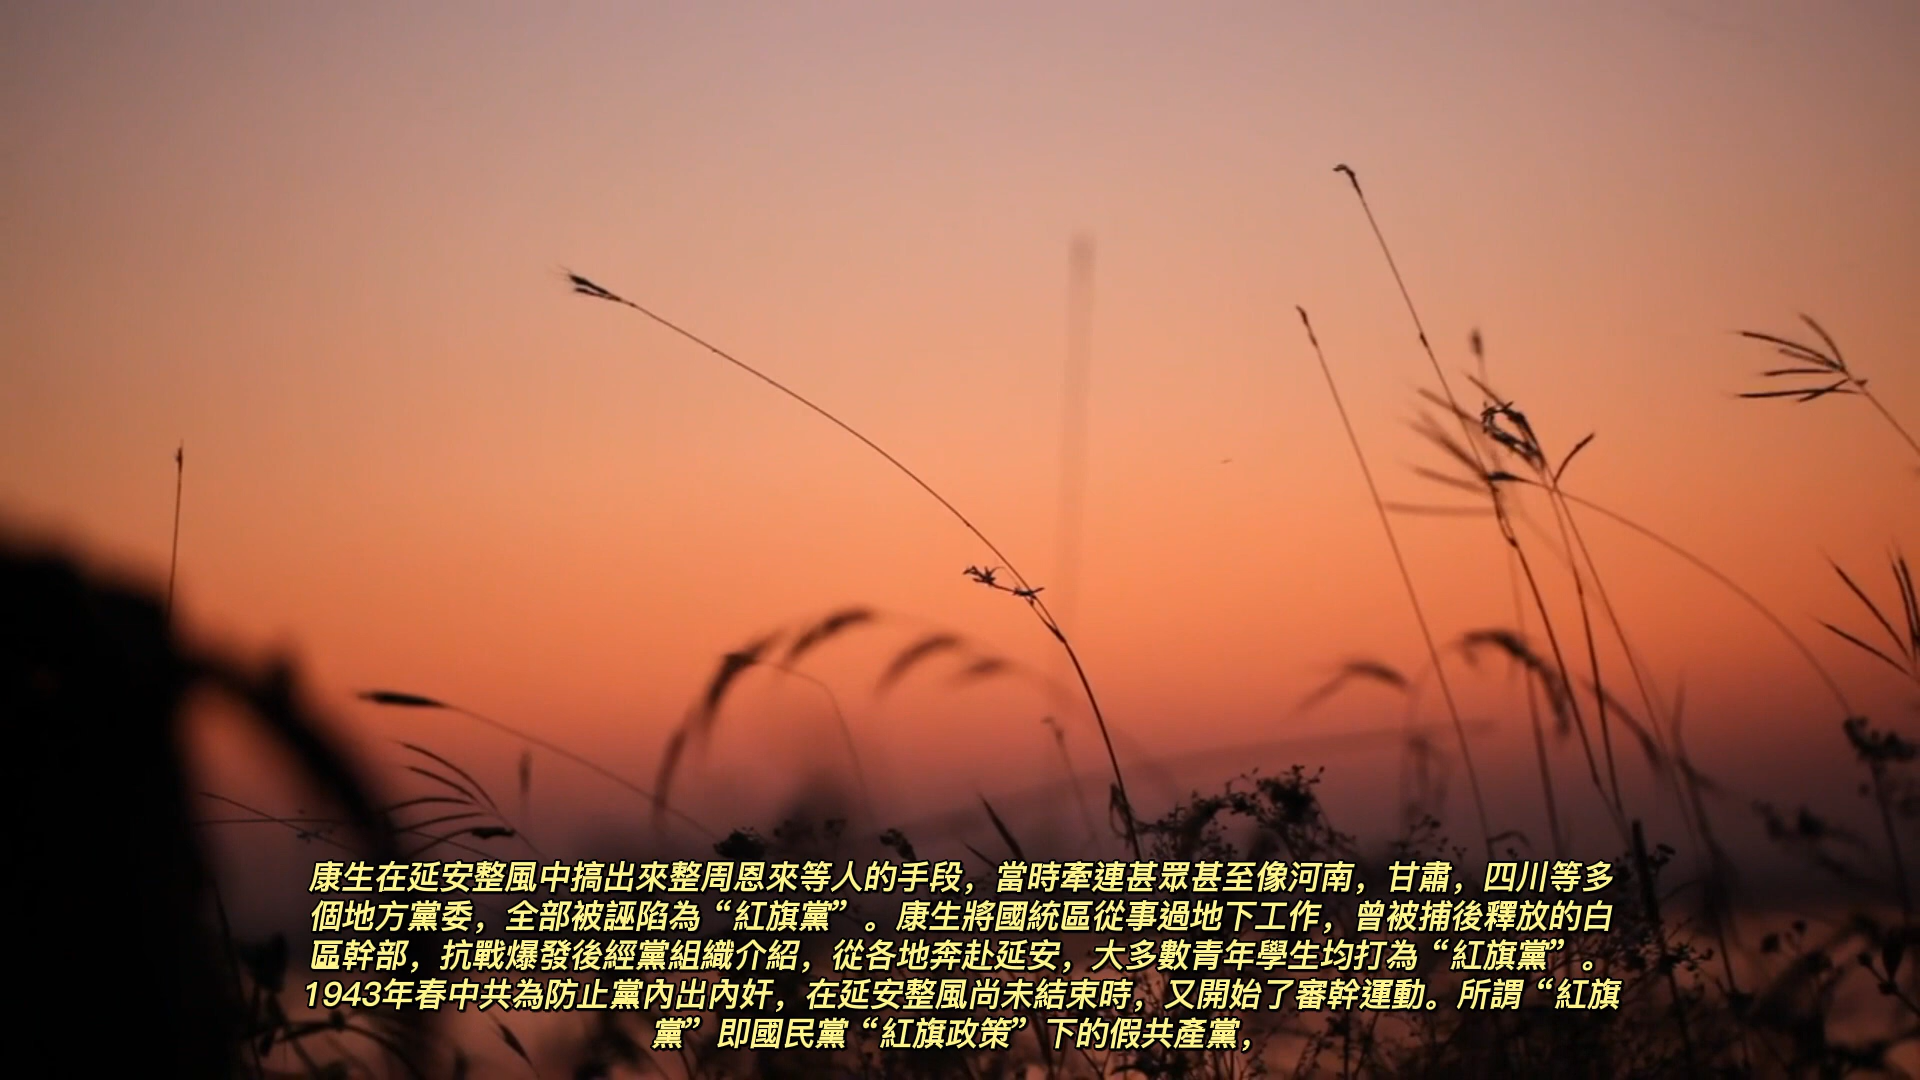 康生在延安整風中搞出來整周恩來等人的手段，當時牽連甚眾甚至像河南，甘肅，四川等多
個地方黨委，全部被誣陷為“紅旗黨”。康生將國統區從事過地下工作，曾被捕後釋放的白
區幹部，抗戰爆發後經黨組織介紹，從各地奔赴延安，大多數青年學生均打為“紅旗黨”。
1943年春中共為防止黨內出內奸，在延安整風尚未結束時，又開始了審幹運動。所謂“紅旗
黨”即國民黨“紅旗政策”下的假共產黨，